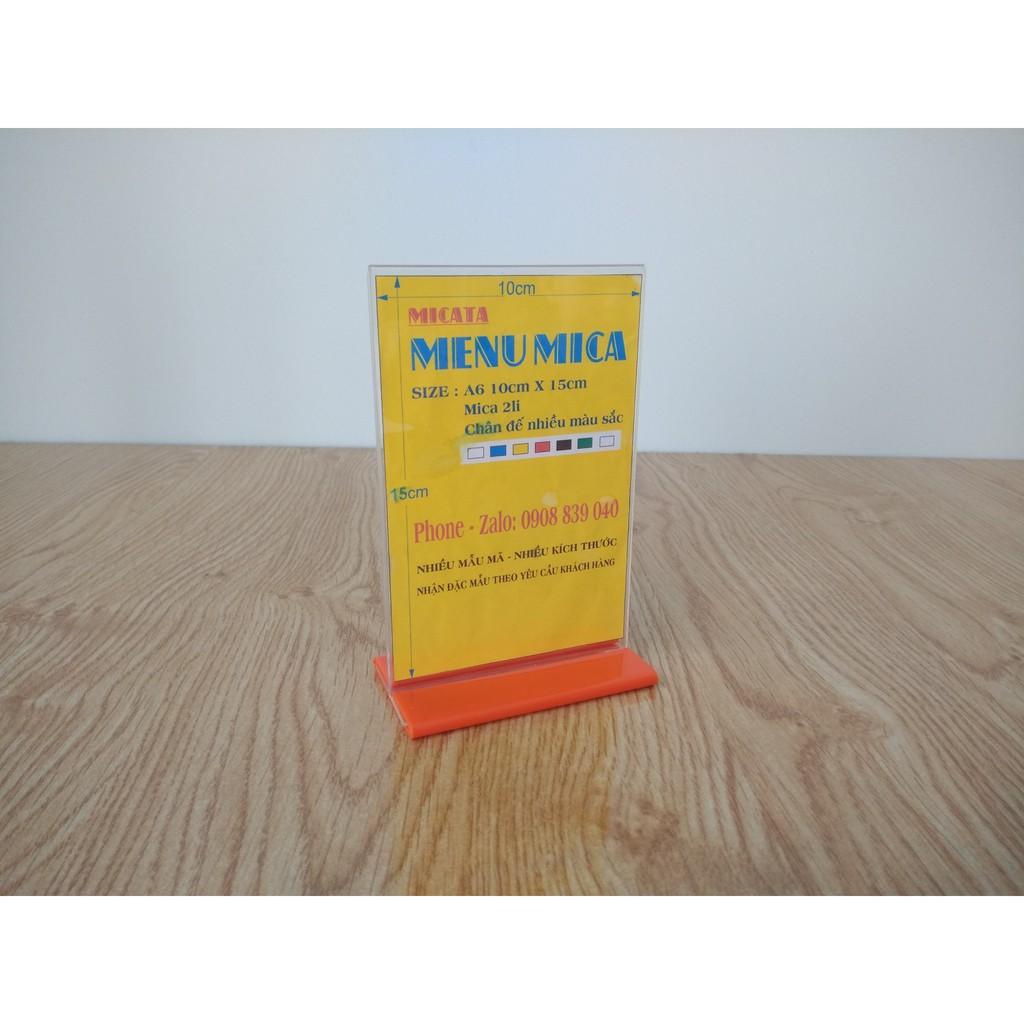 10cm
MICATA
MENU MICA
SIZE : A6 10cm X 15cm
Mica 2li
Chân đế nhiều màu sắc
15cm
Phone - Zalo: 0908 839 040
NHIỀU MẪU MÃ - NHIỀU KÍCH THƯỚC
NHẬN ĐẶC MẪU THEO YÊU CẦU KHÁCH HÀNG